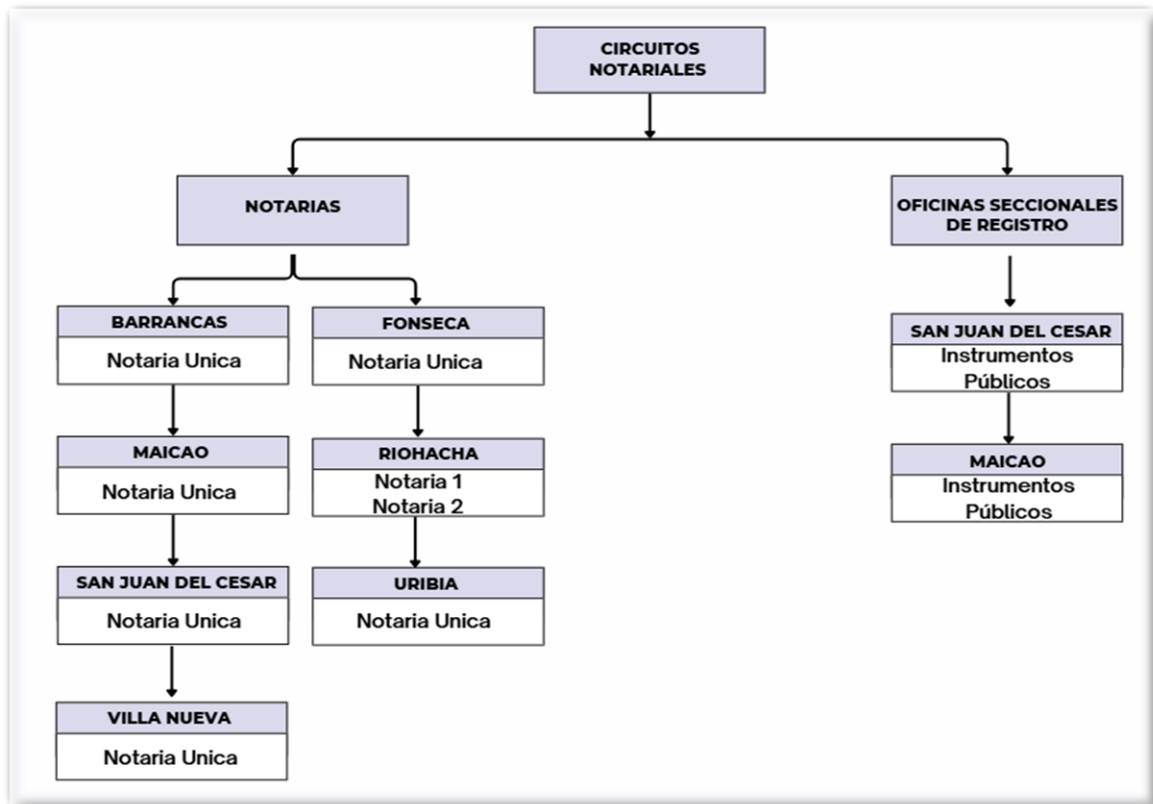 CIRCUITOS
NOTARIALES
NOTARIAS
OFICINAS SECCIONALES
DE REGISTRO
BARRANCAS
Notaria Unica
FONSECA
Notaria Unica
SAN JUAN DEL CESAR
Instrumentos
Públicos
MAICAO
Notaria Unica
RIOHACHA
Notaria 1
Notaria 2
MAICAO
Instrumentos
Públicos
SAN JUAN DEL CESAR
Notaria Unica
URIBIA
Notaria Unica
VILLA NUEVA
Notaria Unica